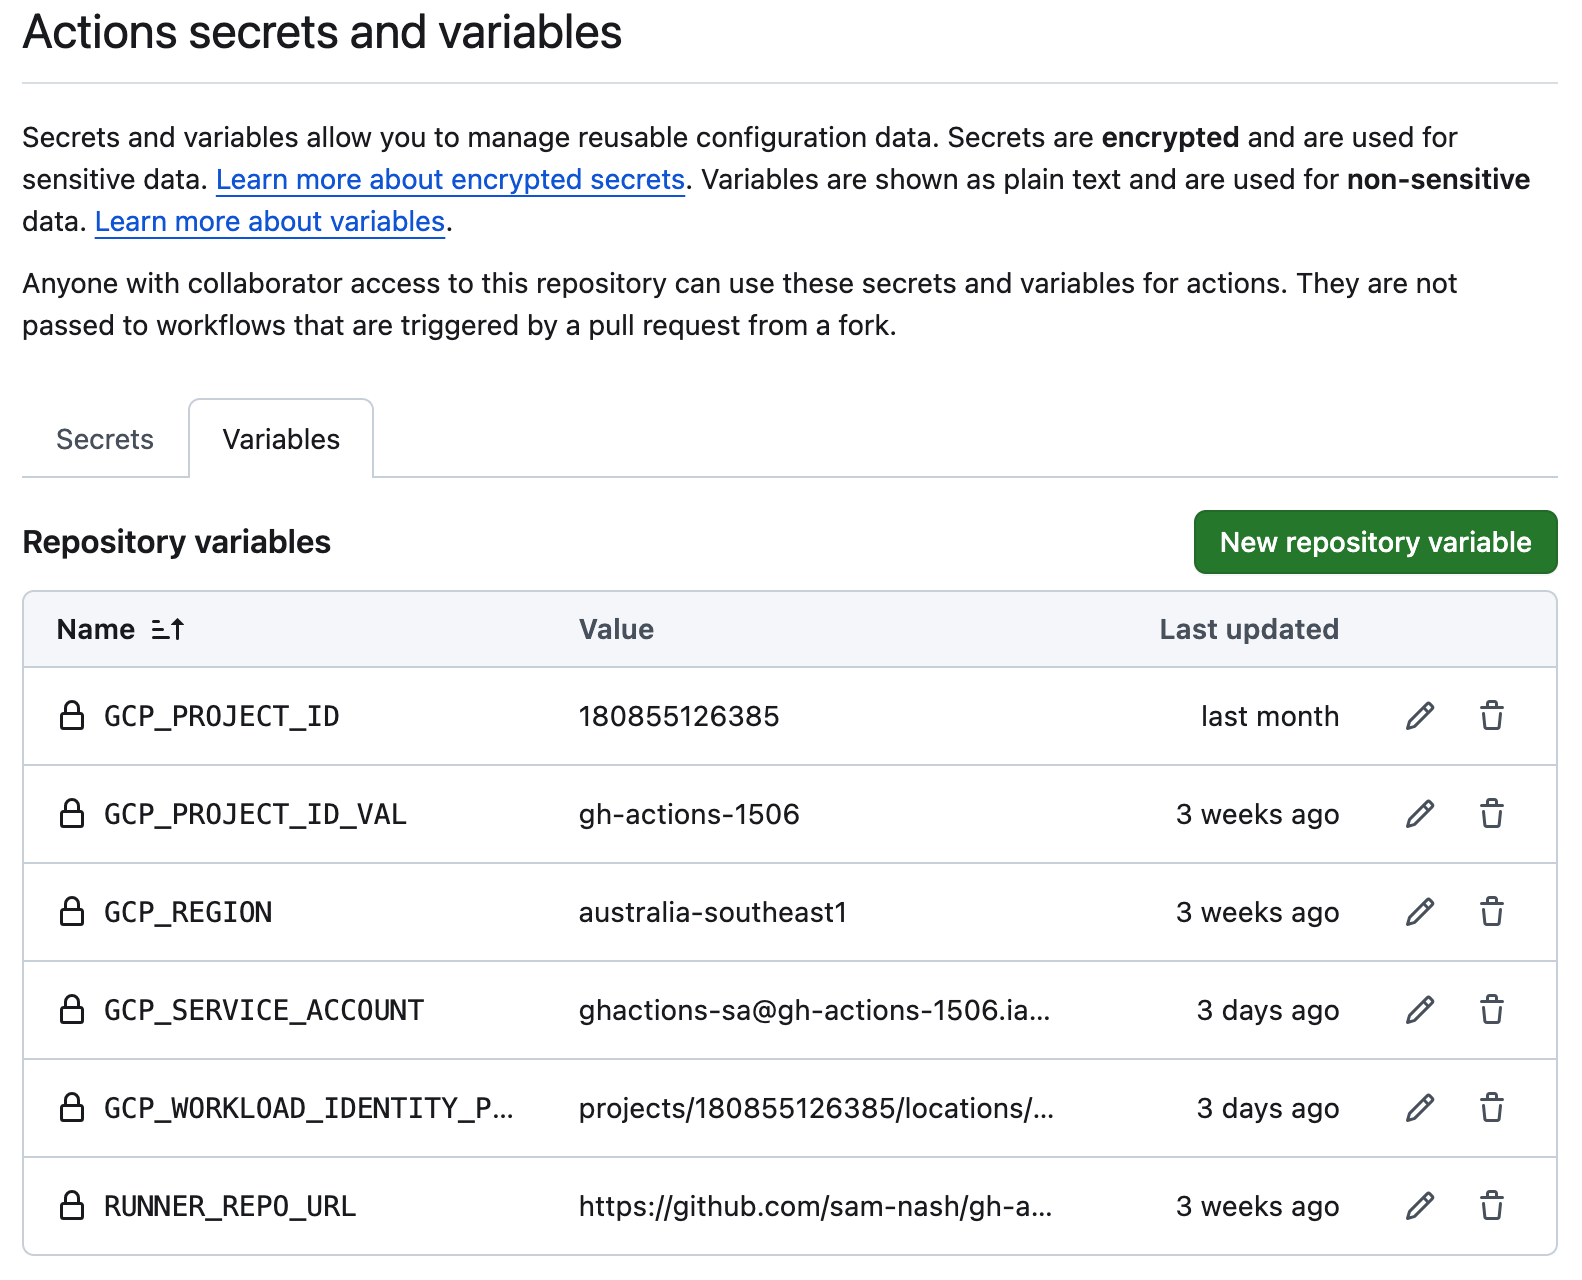 Actions secrets and variables
Secrets and variables allow you to manage reusable configuration data. Secrets are encrypted and are used for
sensitive data. Learn more about encrypted secrets. Variables are shown as plain text and are used for non-sensitive
data. Learn more about variables.
Anyone with collaborator access to this repository can use these secrets and variables for actions. They are not
passed to workflows that are triggered by a pull request from a fork.
Secrets Variables
Repository variables New repository variable
Name Value Last updated
GCP_PROJECT_ID 180855126385 last month
GCP_PROJECT_ID_VAL gh-actions-1506 3 weeks ago
GCP_REGION australia-southeast1 3 weeks ago
GCP_SERVICE_ACCOUNT ghactions-sa@gh-actions-1506.ia... 3 days ago
GCP_WORKLOAD_IDENTITY_P... projects/180855126385/locations/... 3 days ago
RUNNER_REPO_URL https://github.com/sam-nash/gh-a... 3 weeks ago